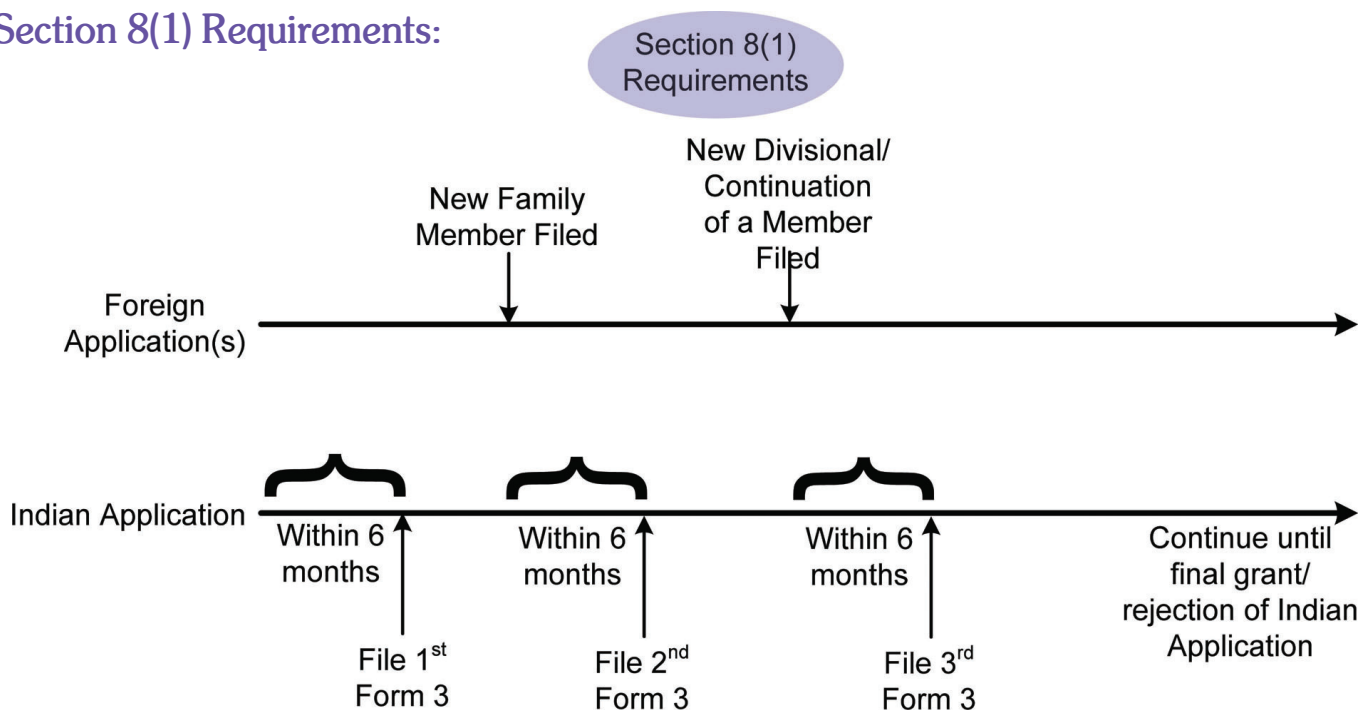 Section 8(1) Requirements:
Section 8(1)
Requirements
New Divisional/
Continuation
of a Member
Filed
New Family
Member Filed
Foreign
Application(s)
Indian Application
Within 6
months
Within 6
months
Within 6
months
Continue until
final grant/
rejection of Indian
Application
File 1st
Form 3
File 2nd
Form 3
File 3rd
Form 3